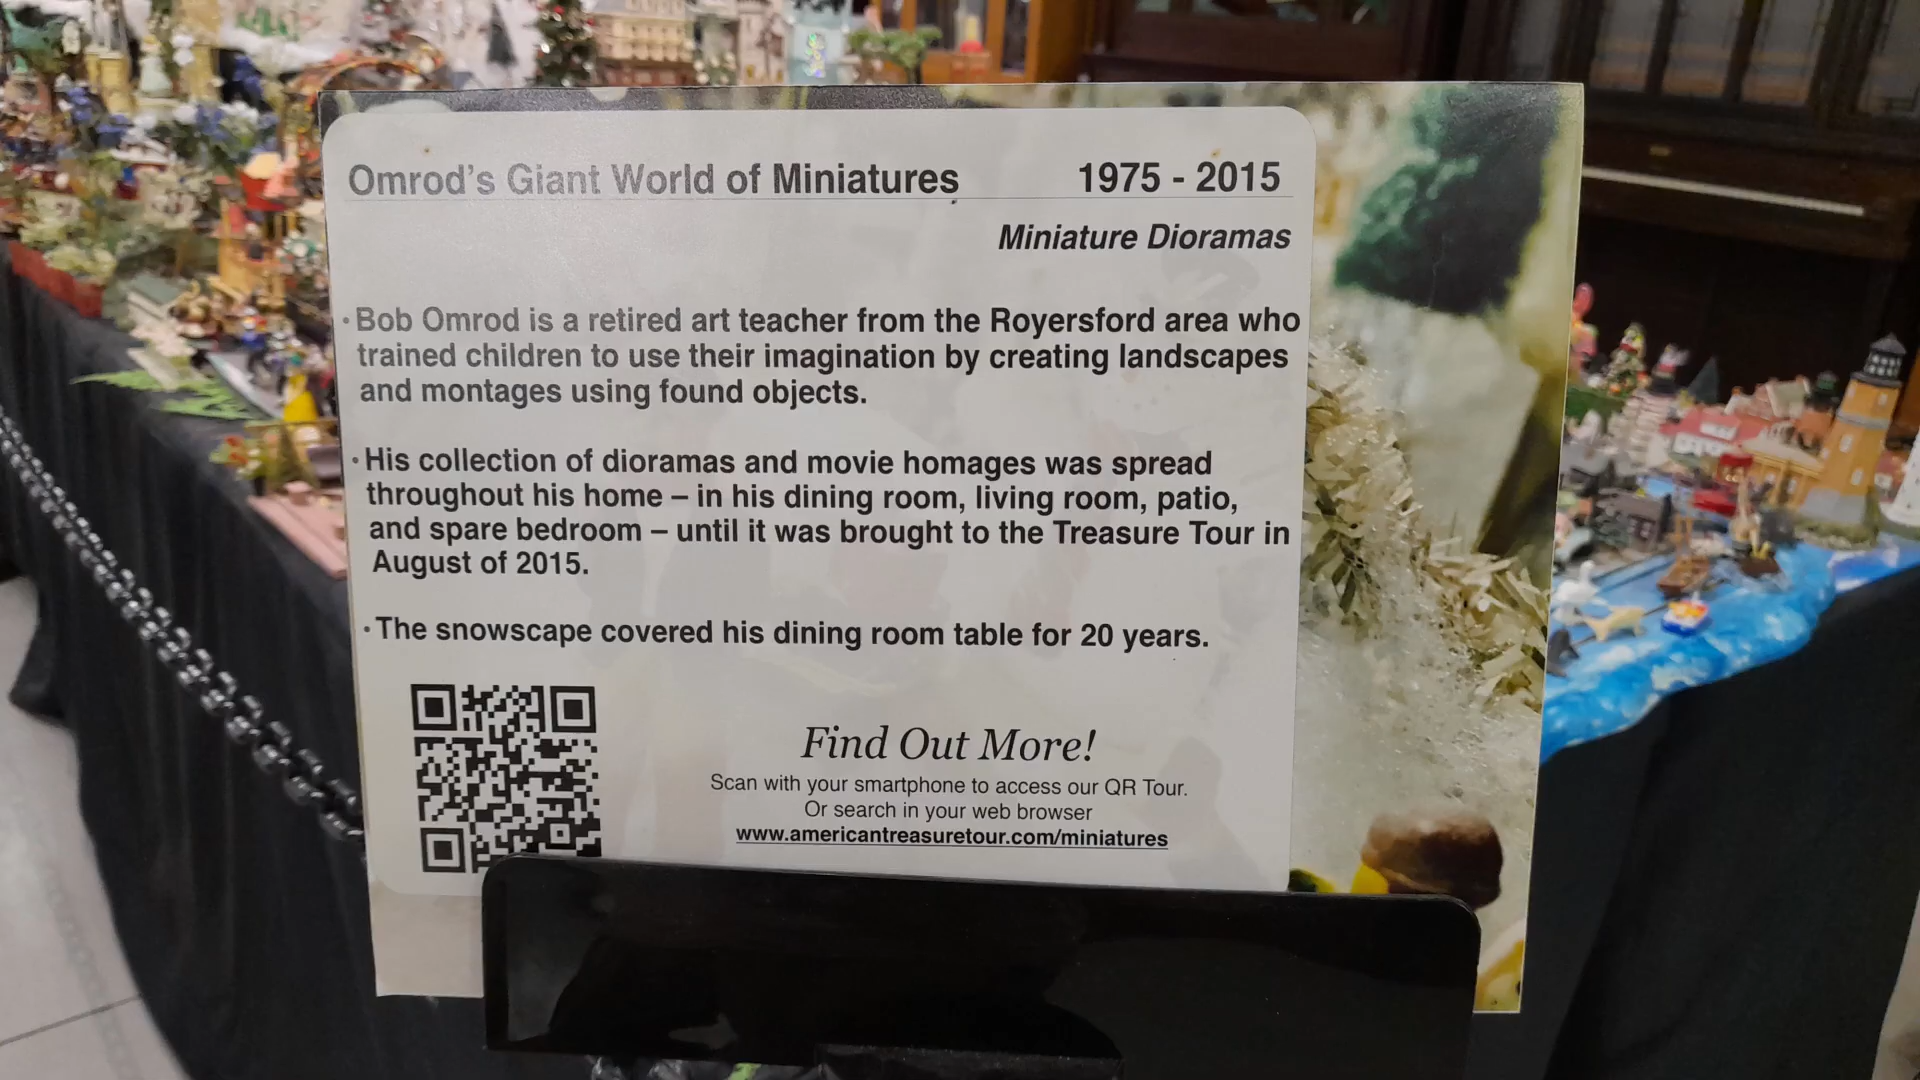 Omrod's Giant World of Miniatures 1975 - 2015
Miniature Dioramas
· Bob Omrod is a retired art teacher from the Royersford area who
trained children to use their imagination by creating landscapes
and montages using found objects.
· His collection of dioramas and movie homages was spread
throughout his home – in his dining room, living room, patio,
and spare bedroom – until it was brought to the Treasure Tour in
August of 2015.
· The snowscape covered his dining room table for 20 years.
Find Out More!
Scan with your smartphone to access our QR Tour.
Or search in your web browser
www.americantreasuretour.com/miniatures